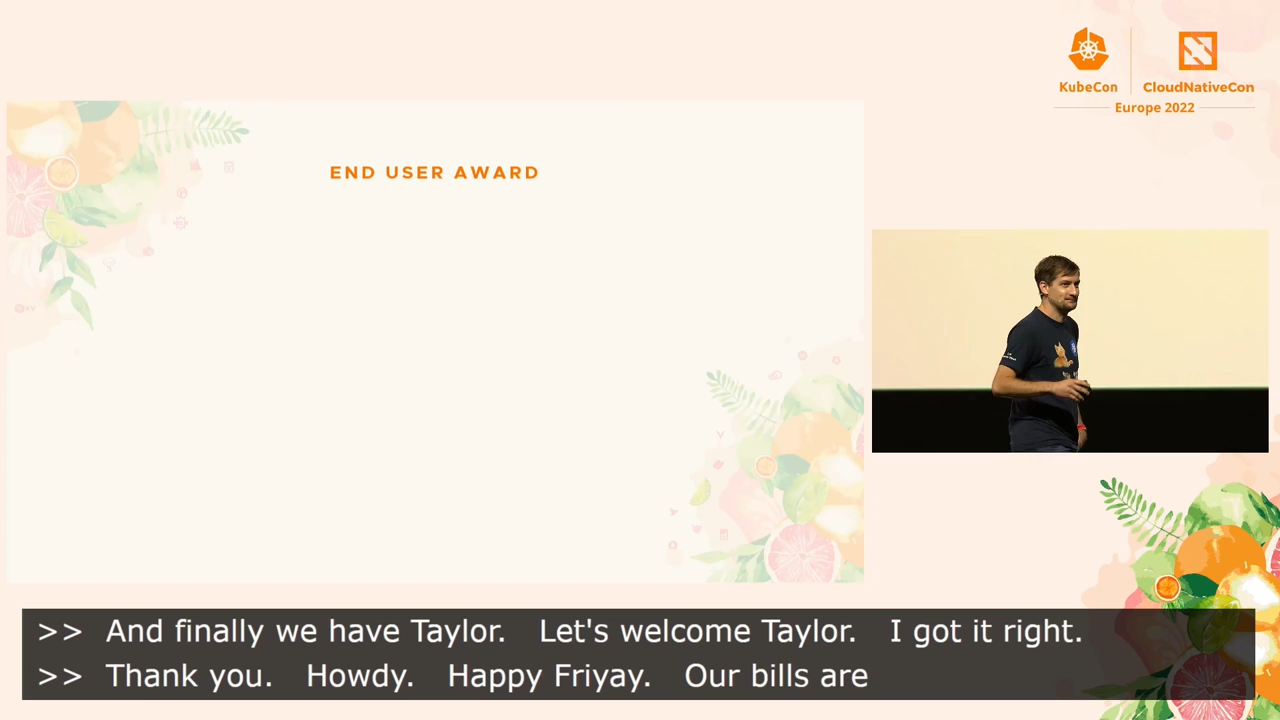 KubeCon
CloudNativeCon
Europe 2022
END USER AWARD
>> And finally we have Taylor. Let's welcome Taylor. I got it right.
>> Thank you. Howdy. Happy Friyay. Our bills are